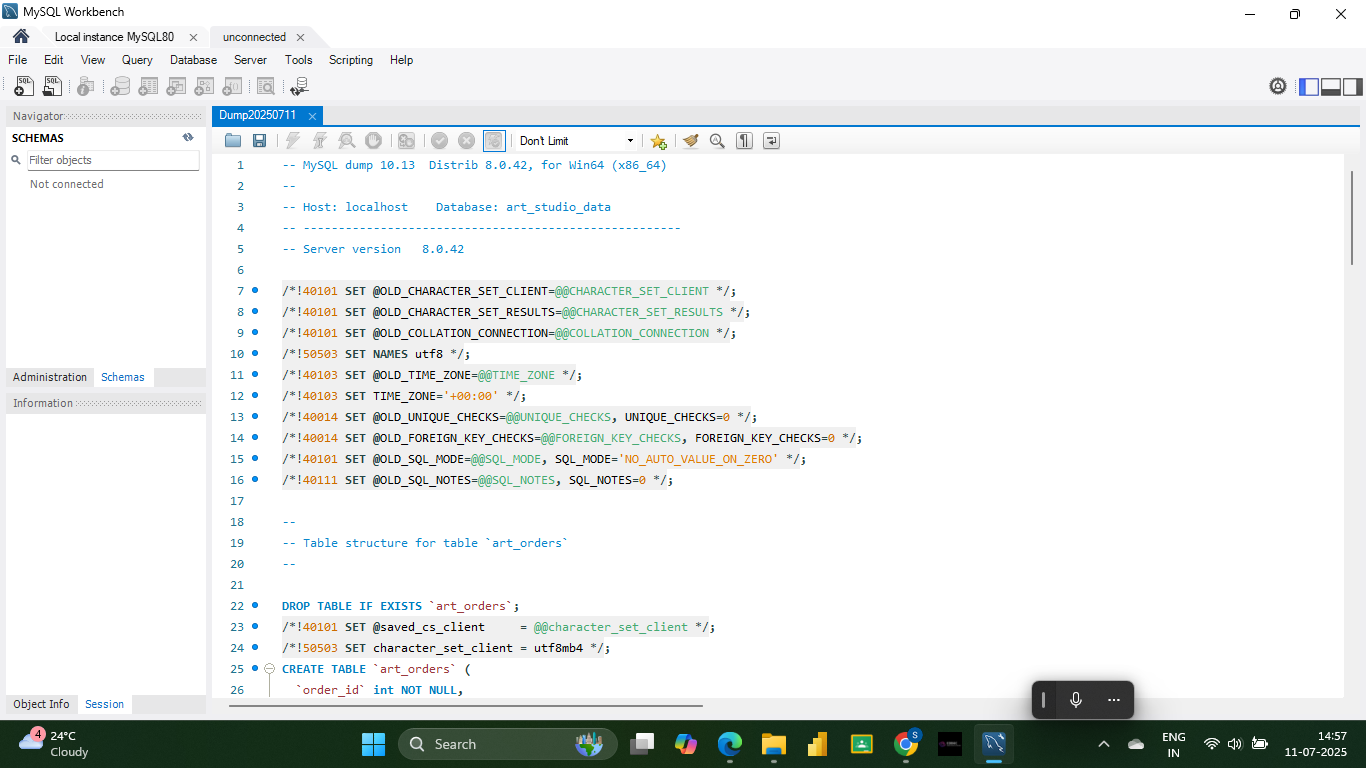 MySQL Workbench
Local instance MySQL80
unconnected
File Edit View Query Database Server Tools Scripting Help
SQL SQL
Navigator
SCHEMAS
Filter objects
Not connected
Administration Schemas
Information
Object Info Session
Dump20250711
Don't Limit
1 -- MySQL dump 10.13  Distrib 8.0.42, for Win64 (x86_64)
2 --
3 -- Host: localhost    Database: art_studio_data
4 -- ------------------------------------------------------
5 -- Server version   8.0.42
6
7 /*!40101 SET @OLD_CHARACTER_SET_CLIENT=@@CHARACTER_SET_CLIENT */;
8 /*!40101 SET @OLD_CHARACTER_SET_RESULTS=@@CHARACTER_SET_RESULTS */;
9 /*!40101 SET @OLD_COLLATION_CONNECTION=@@COLLATION_CONNECTION */;
10 /*!50503 SET NAMES utf8 */;
11 /*!40103 SET @OLD_TIME_ZONE=@@TIME_ZONE */;
12 /*!40103 SET TIME_ZONE='+00:00' */;
13 /*!40014 SET @OLD_UNIQUE_CHECKS=@@UNIQUE_CHECKS, UNIQUE_CHECKS=0 */;
14 /*!40014 SET @OLD_FOREIGN_KEY_CHECKS=@@FOREIGN_KEY_CHECKS, FOREIGN_KEY_CHECKS=0 */;
15 /*!40101 SET @OLD_SQL_MODE=@@SQL_MODE, SQL_MODE='NO_AUTO_VALUE_ON_ZERO' */;
16 /*!40111 SET @OLD_SQL_NOTES=@@SQL_NOTES, SQL_NOTES=0 */;
17
18 --
19 -- Table structure for table `art_orders`
20 --
21
22 DROP TABLE IF EXISTS `art_orders`;
23 /*!40101 SET @saved_cs_client     = @@character_set_client */;
24 /*!50503 SET character_set_client = utf8mb4 */;
25 CREATE TABLE `art_orders` (
26 `order_id` int NOT NULL,
4
24°C
Cloudy
Search
S
ENG
IN
14:57
11-07-2025